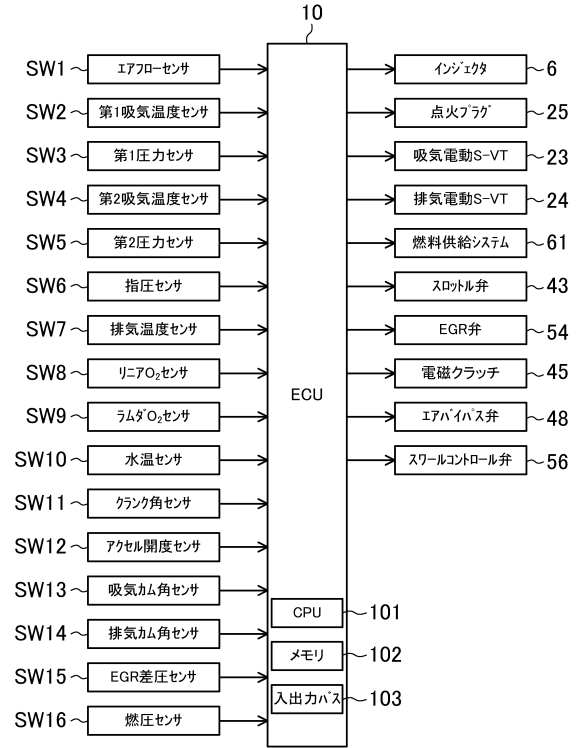 10
SW1 エアフローセンサ
SW2 第1吸気温度センサ
SW3 第1圧力センサ
SW4 第2吸気温度センサ
SW5 第2圧力センサ
SW6 指圧センサ
SW7 排気温度センサ
SW8 リニアO₂センサ
SW9 ラムダO₂センサ
SW10 水温センサ
SW11 クランク角センサ
SW12 アクセル開度センサ
SW13 吸気カム角センサ
SW14 排気カム角センサ
SW15 EGR差圧センサ
SW16 燃圧センサ
ECU
CPU 101
メモリ 102
入出力バス 103
インジェクタ 6
点火プラグ 25
吸気電動S-VT 23
排気電動S-VT 24
燃料供給システム 61
スロットル弁 43
EGR弁 54
電磁クラッチ 45
エアバイパス弁 48
スワールコントロール弁 56